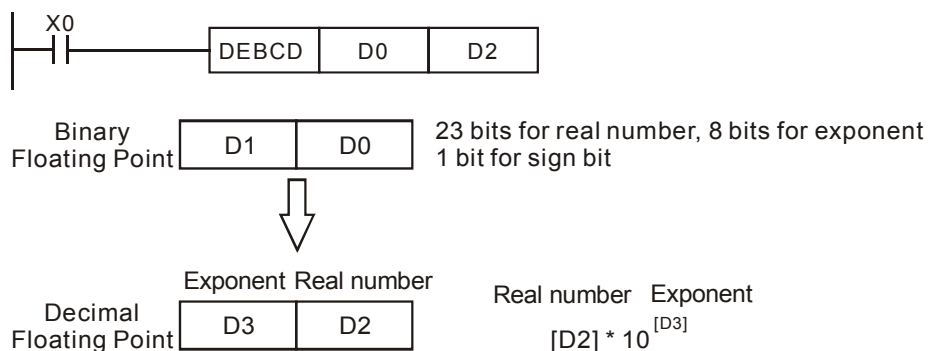 X0
DEBCD D0 D2
Binary
Floating Point
D1 D0
23 bits for real number, 8 bits for exponent
1 bit for sign bit
Exponent Real number
Decimal
Floating Point
D3 D2
Real number Exponent
[D2] * 10 [D3]